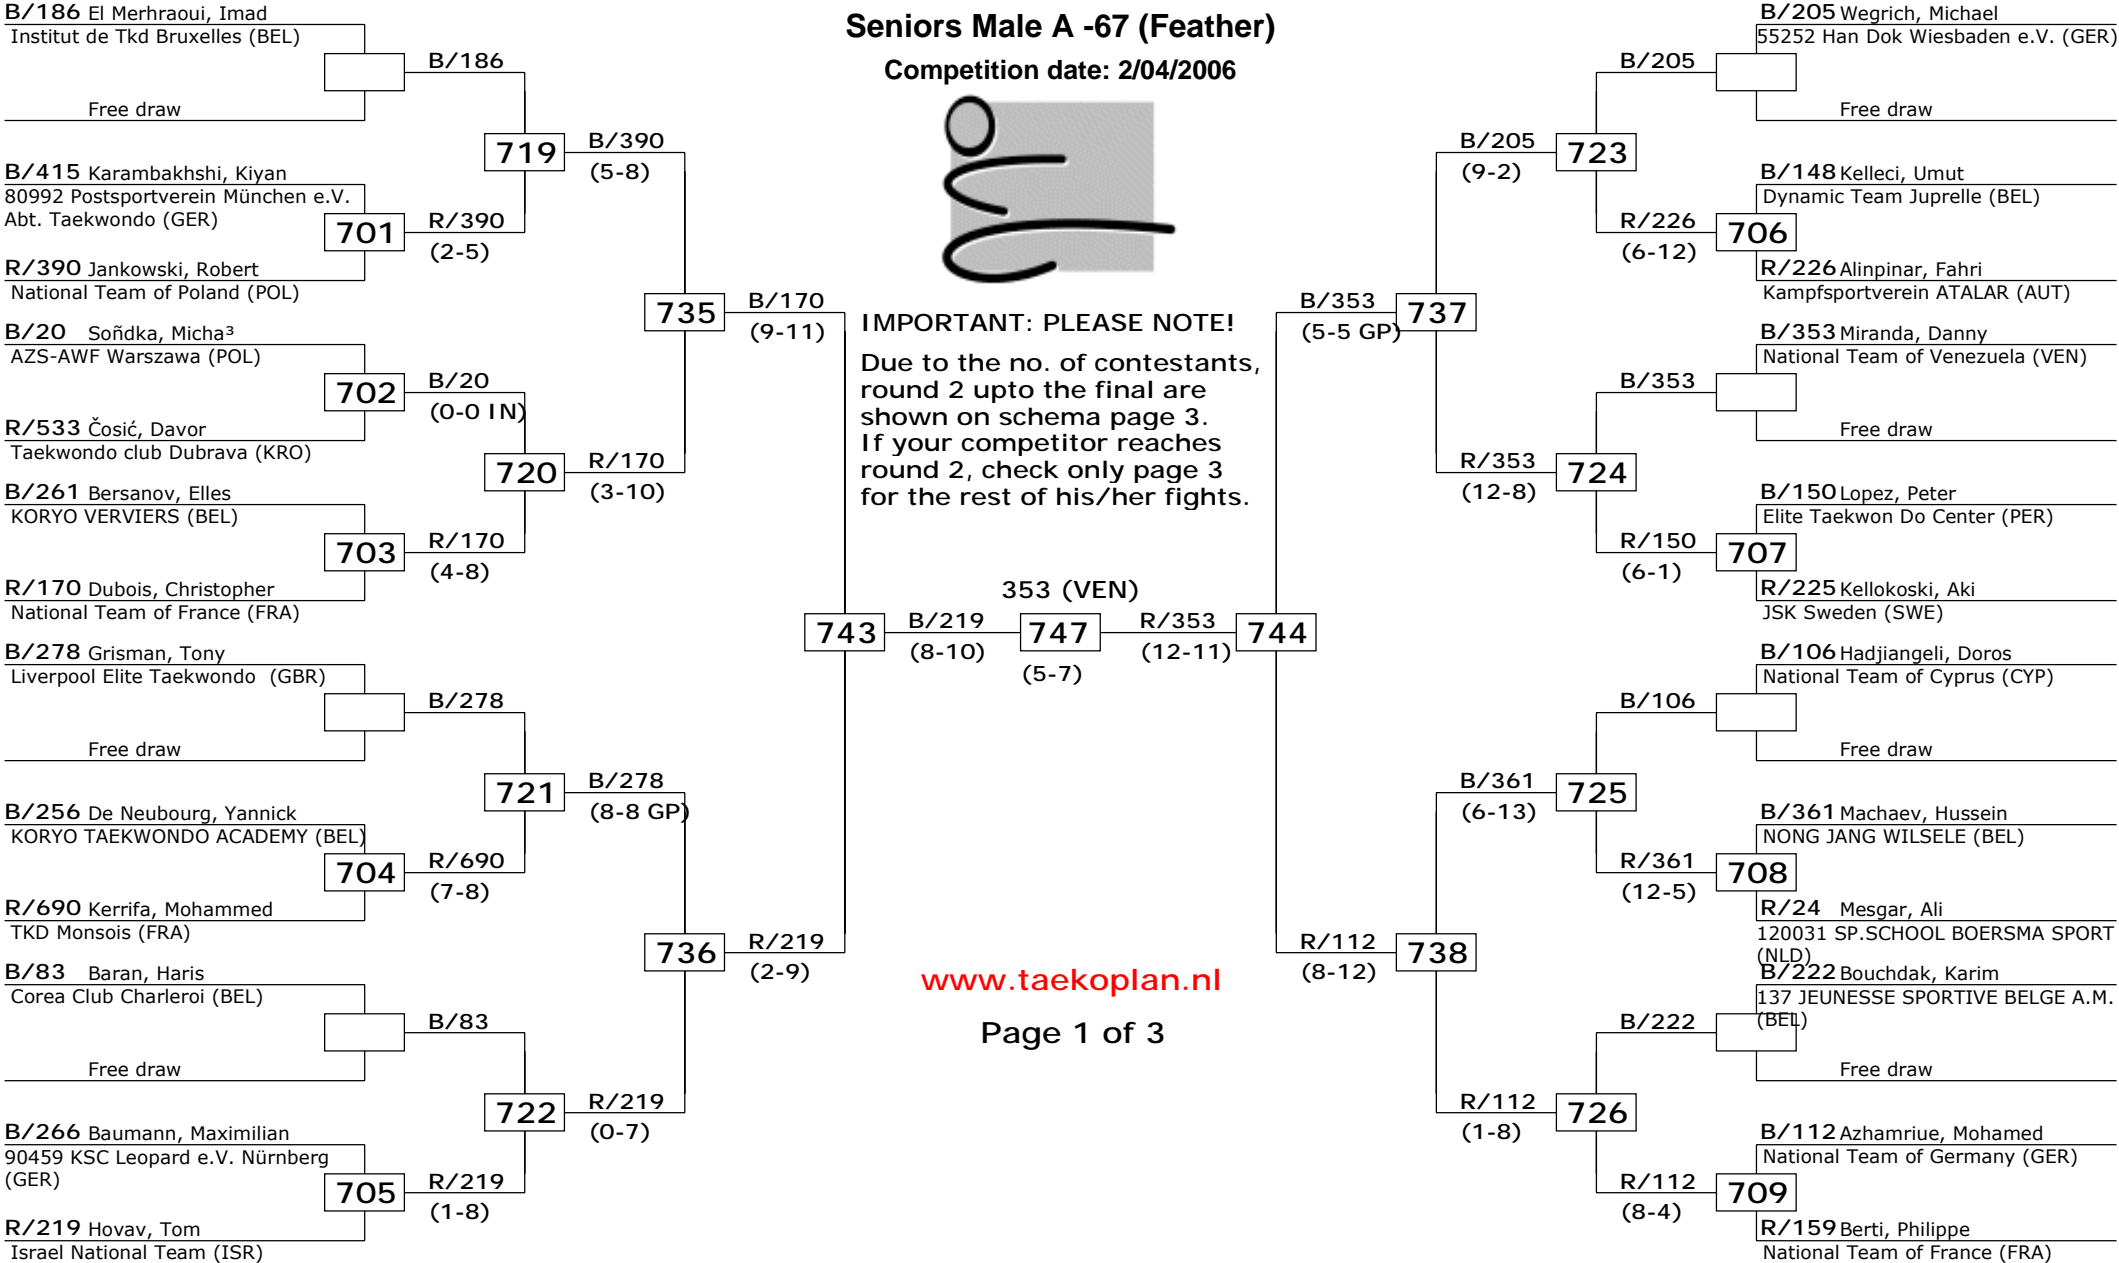 Seniors Male A -67 (Feather)
Competition date: 2/04/2006
B/186 El Merhraoui, Imad
Institut de Tkd Bruxelles (BEL)
Free draw
B/186
B/415 Karambakhshi, Kiyan
80992 Postsportverein München e.V.
Abt. Taekwondo (GER)
701
R/390
(2-5)
R/390 Jankowski, Robert
National Team of Poland (POL)
719
B/390
(5-8)
B/20 Soñdka, Micha³
AZS-AWF Warszawa (POL)
702
B/20
(0-0 IN)
R/533 Čosić, Davor
Taekwondo club Dubrava (KRO)
720
R/170
(3-10)
B/261 Bersanov, Elles
KORYO VERVIERS (BEL)
703
R/170
(4-8)
R/170 Dubois, Christopher
National Team of France (FRA)
735
B/170
(9-11)
B/278 Grisman, Tony
Liverpool Elite Taekwondo (GBR)
B/278
Free draw
721
B/278
(8-8 GP)
B/256 De Neubourg, Yannick
KORYO TAEKWONDO ACADEMY (BEL)
704
R/690
(7-8)
R/690 Kerrifa, Mohammed
TKD Monsois (FRA)
736
R/219
(2-9)
B/83 Baran, Haris
Corea Club Charleroi (BEL)
B/83
Free draw
722
R/219
(0-7)
B/266 Baumann, Maximilian
90459 KSC Leopard e.V. Nürnberg
(GER)
705
R/219
(1-8)
R/219 Hovav, Tom
Israel National Team (ISR)
IMPORTANT: PLEASE NOTE!
Due to the no. of contestants,
round 2 upto the final are
shown on schema page 3.
If your competitor reaches
round 2, check only page 3
for the rest of his/her fights.
353 (VEN)
743
B/219
(8-10)
747
(5-7)
R/353
(12-11)
744
www.taekoplan.nl
Page 1 of 3
B/205 Wegrich, Michael
55252 Han Dok Wiesbaden e.V. (GER)
B/205
Free draw
B/205
(9-2)
723
B/148 Kelleci, Umut
Dynamic Team Juprelle (BEL)
R/226
(6-12)
706
R/226 Alinpinar, Fahri
Kampfsportverein ATALAR (AUT)
B/353
(5-5 GP)
737
B/353 Miranda, Danny
National Team of Venezuela (VEN)
B/353
Free draw
R/353
(12-8)
724
B/150 Lopez, Peter
Elite Taekwon Do Center (PER)
R/150
(6-1)
707
R/225 Kellokoski, Aki
JSK Sweden (SWE)
B/106 Hadjiangeli, Doros
National Team of Cyprus (CYP)
B/106
Free draw
B/361
(6-13)
725
B/361 Machaev, Hussein
NONG JANG WILSELE (BEL)
R/361
(12-5)
708
R/24 Mesgar, Ali
120031 SP.SCHOOL BOERSMA SPORT
(NLD)
R/112
(8-12)
738
B/222 Bouchdak, Karim
137 JEUNESSE SPORTIVE BELGE A.M.
(BEL)
B/222
Free draw
R/112
(1-8)
726
B/112 Azhamriue, Mohamed
National Team of Germany (GER)
R/112
(8-4)
709
R/159 Berti, Philippe
National Team of France (FRA)